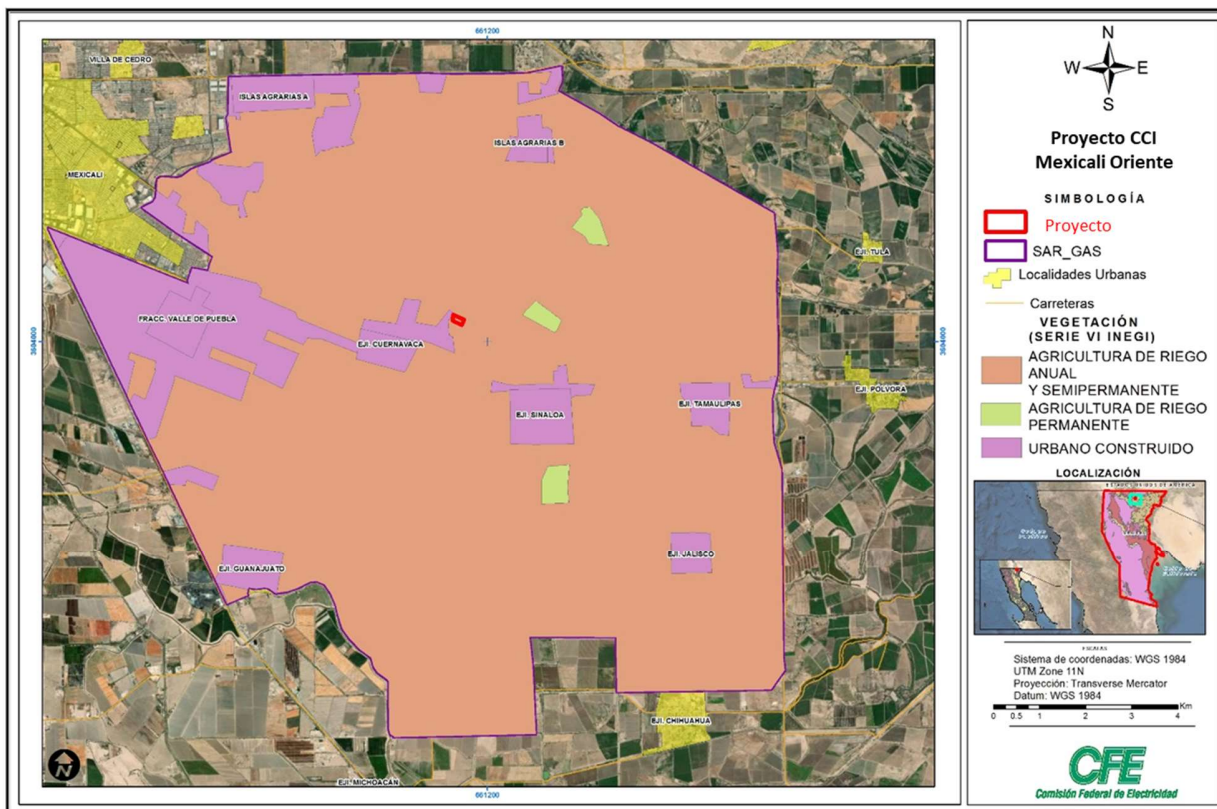 661200
VILLA DE CEDRO
ISLAS AGRARIAS A
ISLAS AGRARIAS B
MEXICALI
EJI. TULA
FRACC. VALLE DE PUEBLA
EJI. CUERNAVACA
EJI. POLVORA
EJI. SINALOA
EJI. TAMAULIPAS
EJI. JALISCO
EJI. GUANAJUATO
EJI. CHIHUAHUA
EJI. MICHOACÁN
661200
N
N
W E
S
Proyecto CCI
Mexicali Oriente
SIMBOLOGÍA
Proyecto
SAR_GAS
Localidades Urbanas
Carreteras
VEGETACIÓN
(SERIE VI INEGI)
AGRICULTURA DE RIEGO
ANUAL
Y SEMIPERMANENTE
AGRICULTURA DE RIEGO
PERMANENTE
URBANO CONSTRUIDO
LOCALIZACIÓN
ESCALAS
Sistema de coordenadas: WGS 1984
UTM Zone 11N
Proyección: Transverse Mercator
Datum: WGS 1984
Km
0 0.5 1 2 3 4
CFE
Comisión Federal de Electricidad